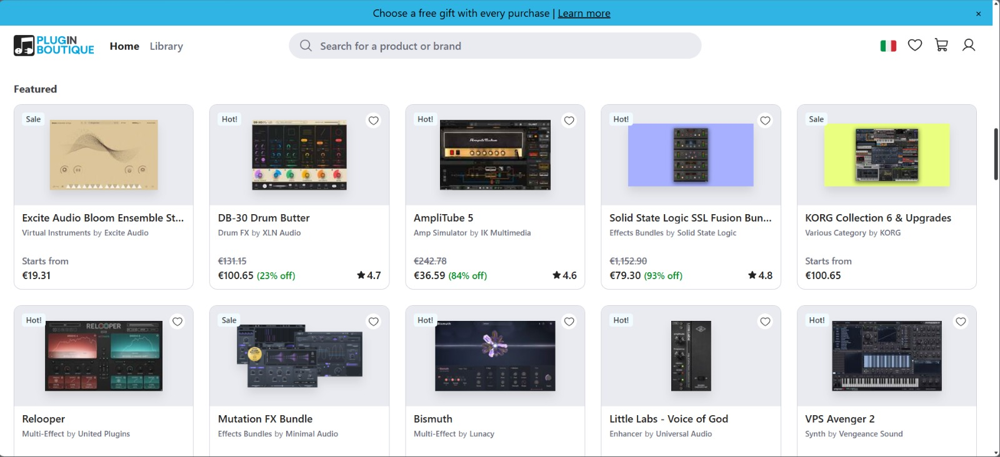 Choose a free gift with every purchase | Learn more
×
PLUGIN
BOUTIQUE
Home
Library
Search for a product or brand
Featured
Sale
Hot!
Hot!
Hot!
Sale
AmpliTube
Excite Audio Bloom Ensemble St...
DB-30 Drum Butter
AmpliTube 5
Solid State Logic SSL Fusion Bun...
KORG Collection 6 & Upgrades
Virtual Instruments by Excite Audio
Drum FX by XLN Audio
Amp Simulator by IK Multimedia
Effects Bundles by Solid State Logic
Various Category by KORG
Starts from
€131.15
€242.78
€1,152.90
Starts from
€19.31
€100.65 (23% off)
4.7
€36.59 (84% off)
4.6
€79.30 (93% off)
4.8
€100.65
Hot!
Sale
Hot!
Hot!
Hot!
RELOOPER
Bismuth
Relooper
Mutation FX Bundle
Bismuth
Little Labs - Voice of God
VPS Avenger 2
Multi-Effect by United Plugins
Effects Bundles by Minimal Audio
Multi-Effect by Lunacy
Enhancer by Universal Audio
Synth by Vengeance Sound